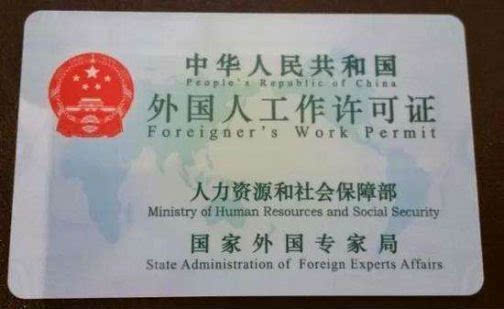 中华人民共和国
People's Republic of China
外国人工作许可证
Foreigner's Work Permit
人力资源和社会保障部
Ministry of Human Resources and Social Security
国家外国专家局
State Administration of Foreign Experts Affairs